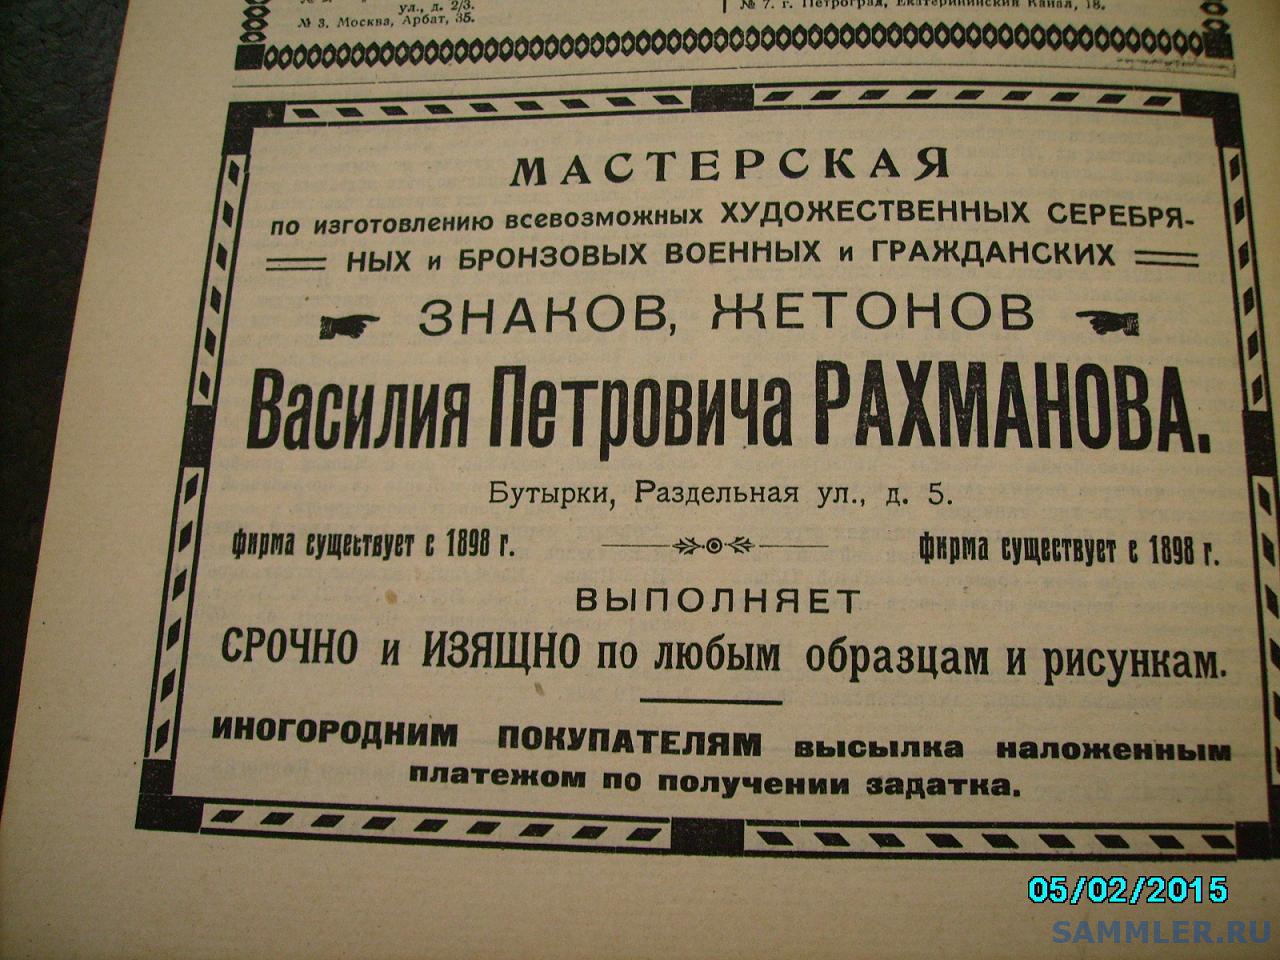 ул., д. 2/3.
№ 3. Москва, Арбат, 35.
№ 7. г. Петроград, Екатерининский Канал, 18.
МАСТЕРСКАЯ
по изготовлению всевозможных ХУДОЖЕСТВЕННЫХ СЕРЕБРЯ-
НЫХ и БРОНЗОВЫХ ВОЕННЫХ и ГРАЖДАНСКИХ
ЗНАКОВ, ЖЕТОНОВ
Василия Петровича РАХМАНОВА.
Бутырки, Раздельная ул., д. 5.
фирма существует с 1898 г. фирма существует с 1898 г.
ВЫПОЛНЯЕТ
СРОЧНО и ИЗЯЩНО по любым образцам и рисункам.
ИНОГОРОДНИМ ПОКУПАТЕЛЯМ высылка наложенным
платежом по получении задатка.
05/02/2015
SAMMLER.RU